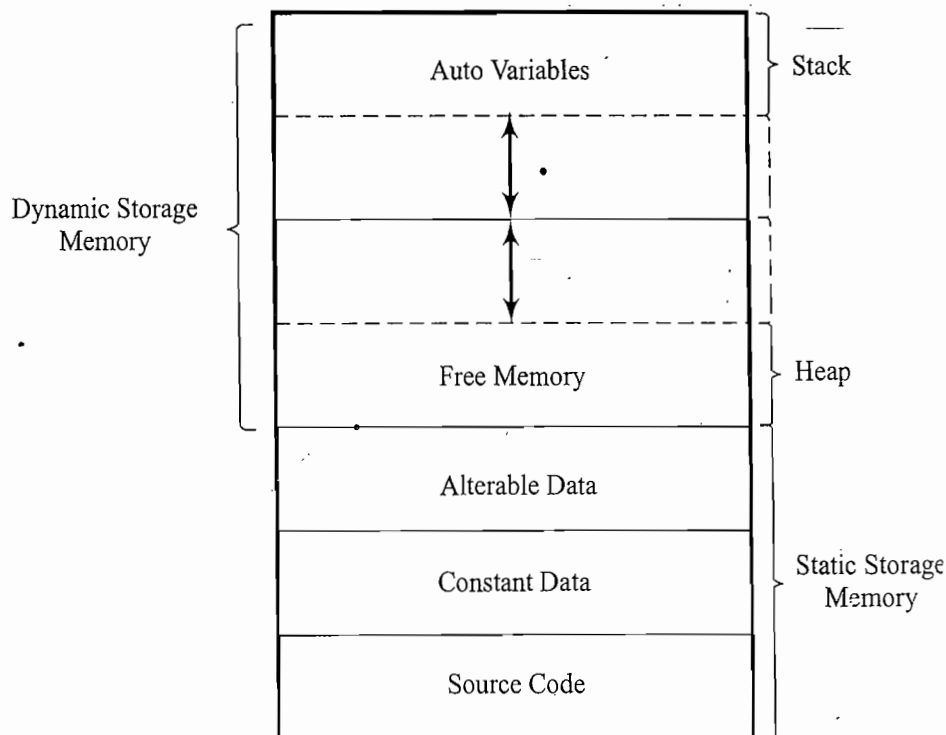 Auto Variables
Stack
Dynamic Storage
Memory
Free Memory
Heap
Alterable Data
Constant Data
Static Storage
Memory
Source Code